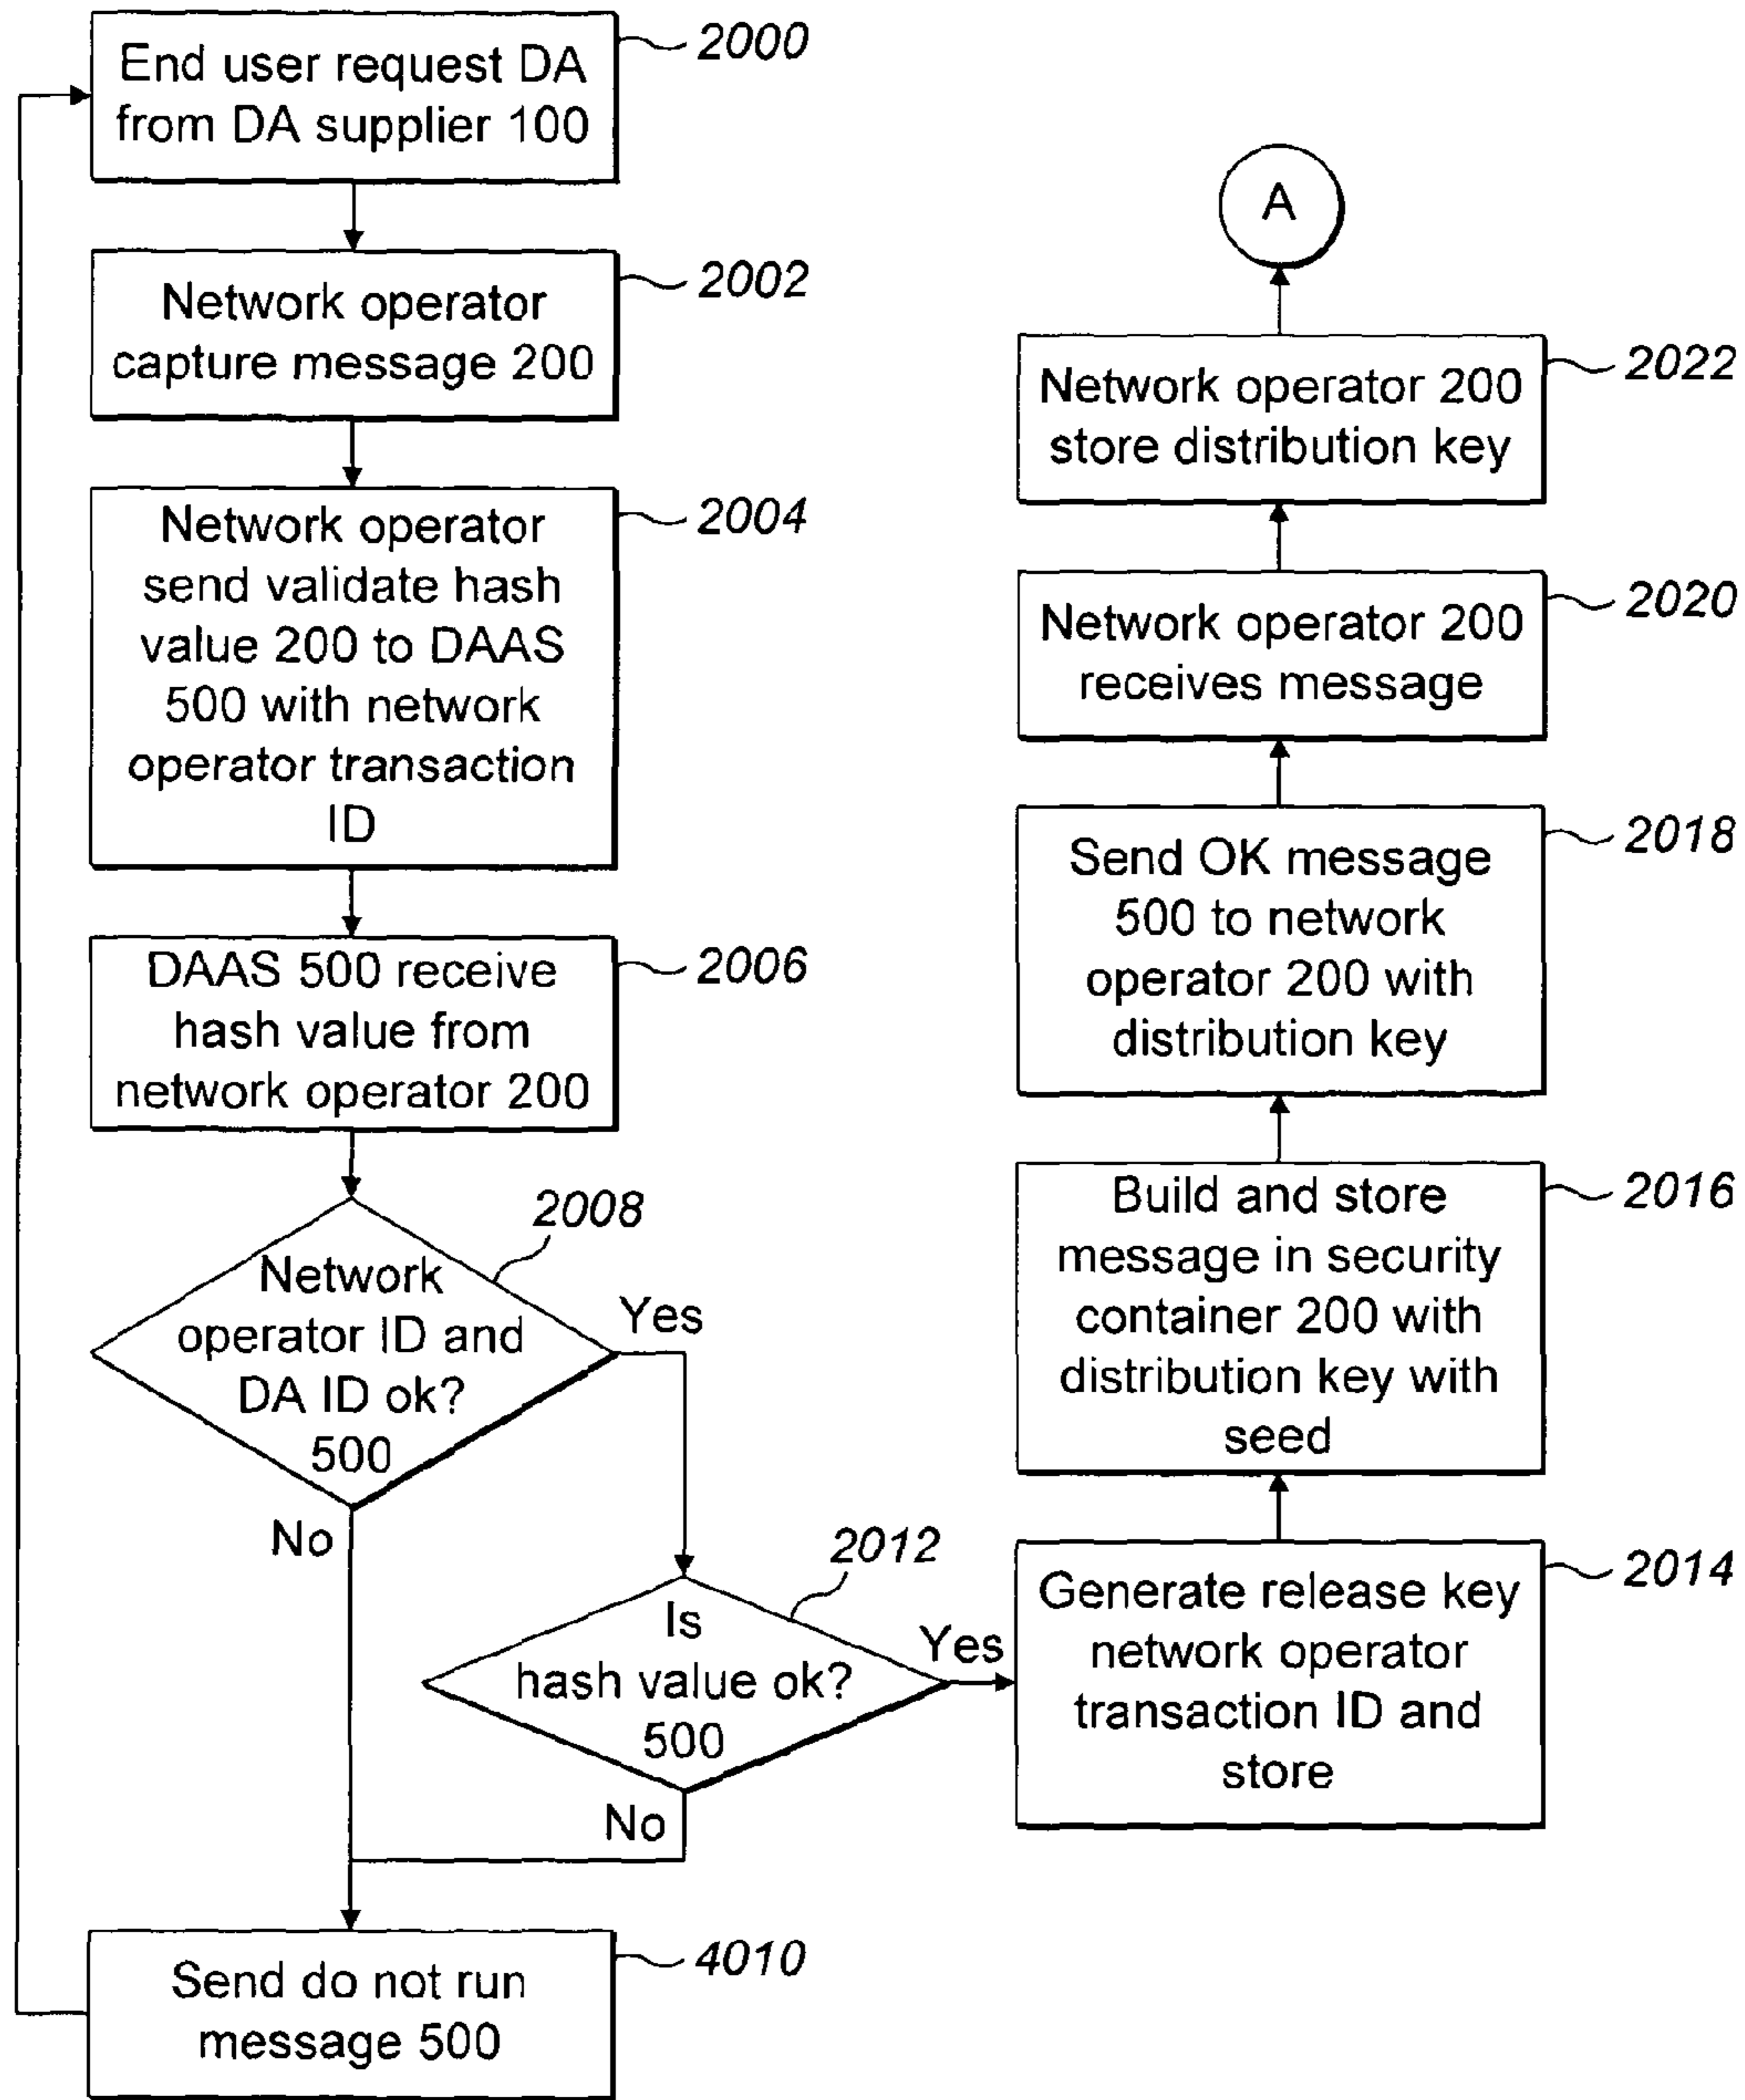 End user request DA
from DA supplier 100
2000
Network operator
capture message 200
2002
Network operator
send validate hash
value 200 to DAAS
500 with network
operator transaction
ID
2004
DAAS 500 receive
hash value from
network operator 200
2006
Network
operator ID and
DA ID ok?
500
2008
Yes
No
Is
hash value ok?
500
2012
Yes
No
Send do not run
message 500
4010
Generate release key
network operator
transaction ID and
store
2014
Build and store
message in security
container 200 with
distribution key with
seed
2016
Send OK message
500 to network
operator 200 with
distribution key
2018
Network operator 200
receives message
2020
Network operator 200
store distribution key
2022
A